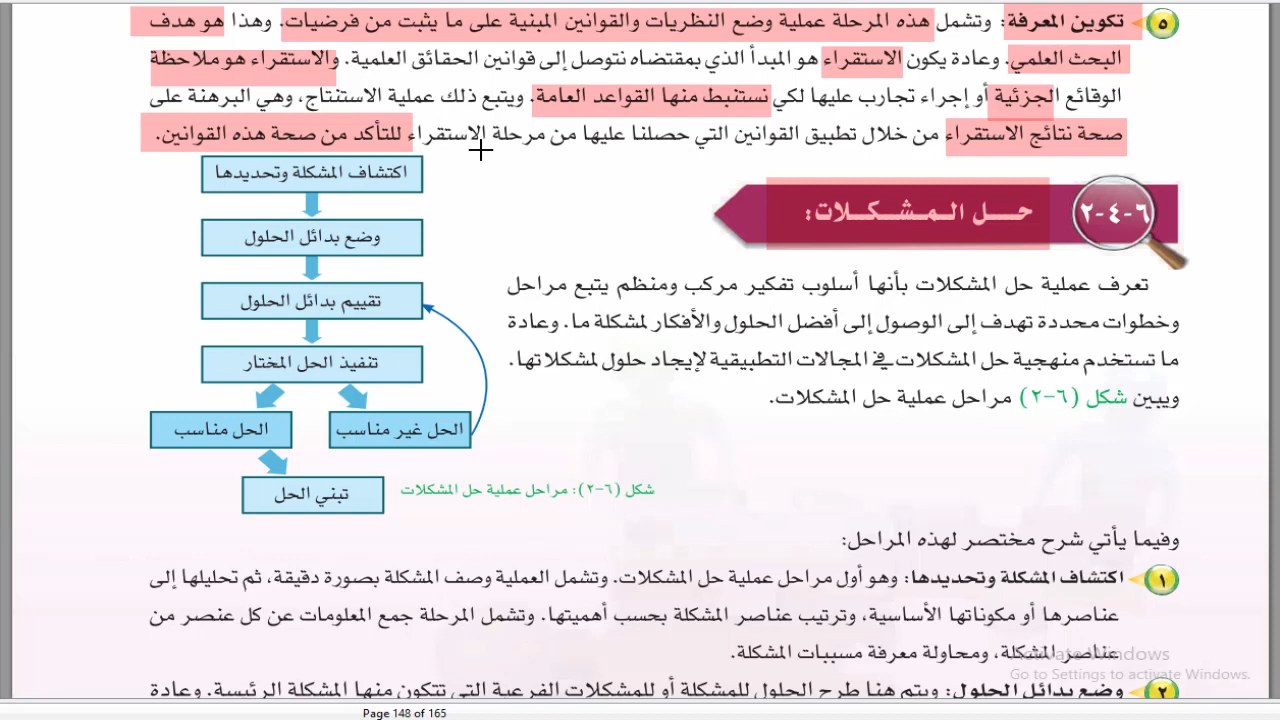 ٥ تكوين المعرفة: وتشمل هذه المرحلة عملية وضع النظريات والقوانين المبنية على ما يثبت من فرضيات. وهذا هو هدف
البحث العلمي. وعادة يكون الاستقراء هو المبدأ الذي بمقتضاه نتوصل إلى قوانين الحقائق العلمية. والاستقراء هو ملاحظة
الوقائع الجزئية أو إجراء تجارب عليها لكي نستنبط منها القواعد العامة. ويتبع ذلك عملية الاستنتاج، وهي البرهنة على
صحة نتائج الاستقراء من خلال تطبيق القوانين التي حصلنا عليها من مرحلة الاستقراء للتأكد من صحة هذه القوانين.
٦-٤-٢ حل المشكلات:
تعرف عملية حل المشكلات بأنها أسلوب تفكير مركب ومنظم يتبع مراحل
وخطوات محددة تهدف إلى الوصول إلى أفضل الحلول والأفكار لمشكلة ما. وعادة
ما تستخدم منهجية حل المشكلات في المجالات التطبيقية لإيجاد حلول لمشكلاتها.
ويبين شكل (٦-٢) مراحل عملية حل المشكلات.
اكتشاف المشكلة وتحديدها
وضع بدائل الحلول
تقييم بدائل الحلول
تنفيذ الحل المختار
الحل غير مناسب
الحل مناسب
تبني الحل
شكل (٦-٢): مراحل عملية حل المشكلات
وفيما يأتي شرح مختصر لهذه المراحل:
١ اكتشاف المشكلة وتحديدها: وهو أول مراحل عملية حل المشكلات. وتشمل العملية وصف المشكلة بصورة دقيقة، ثم تحليلها إلى
عناصرها أو مكوناتها الأساسية، وترتيب عناصر المشكلة بحسب أهميتها. وتشمل المرحلة جمع المعلومات عن كل عنصر من
عناصر المشكلة، ومحاولة معرفة مسببات المشكلة.
٢ وضع بدائل الحلول: ويتم هنا طرح الحلول للمشكلة أو للمشكلات الفرعية التي تتكون منها المشكلة الرئيسة. وعادة
Activate Windows
Go to Settings to activate Windows.
Page 148 of 165